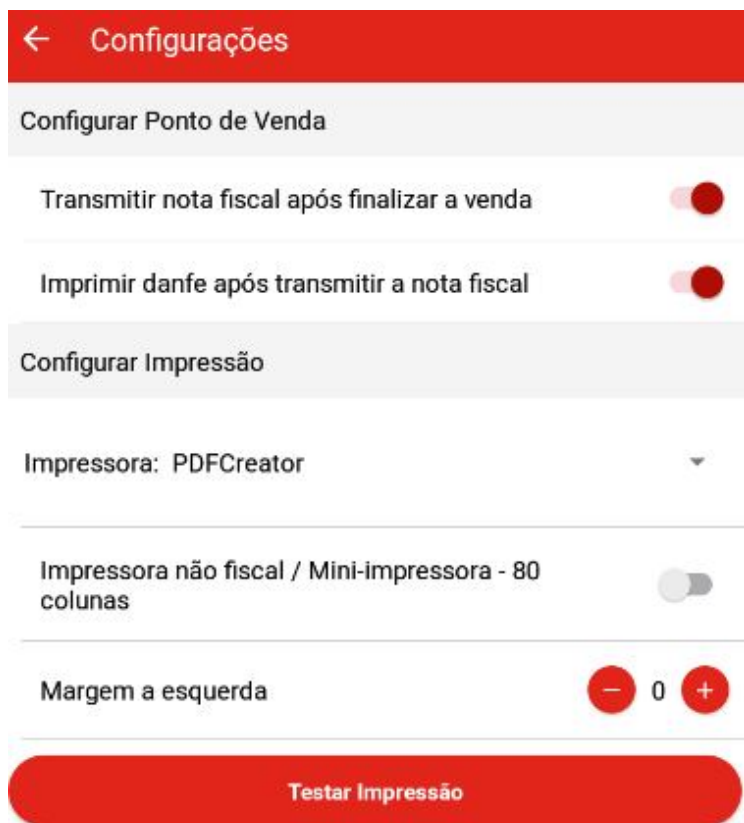 Configurações
Configurar Ponto de Venda
Transmitir nota fiscal após finalizar a venda
Imprimir danfe após transmitir a nota fiscal
Configurar Impressão
Impressora: PDFCreator
Impressora não fiscal / Mini-impressora - 80
colunas
Margem a esquerda − 0 +
Testar Impressão